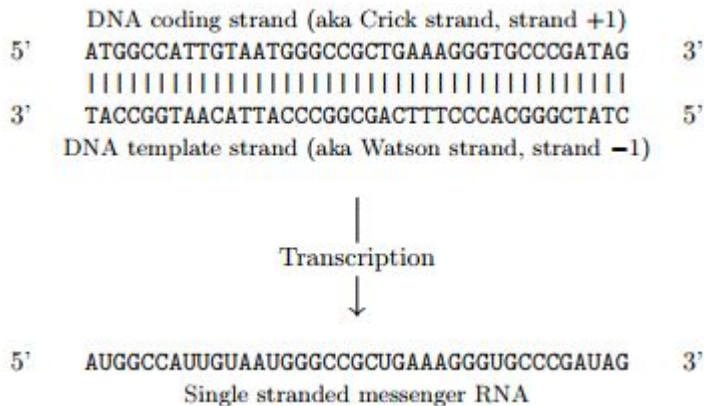 DNA coding strand (aka Crick strand, strand +1)
5’ ATGGCCATTGTAATGGGCCGCTGAAAGGGTGCCCGATAG 3’
|||||||||||||||||||||||||||||||||||||||
3’ TACCGGTAACATTACCCGGCGACTTTCCCACGGGCTATC 5’
DNA template strand (aka Watson strand, strand −1)
Transcription
5’ AUGGCCAUUGUAAUGGGCCGCUGAAAGGGUGCCCGAUAG 3’
Single stranded messenger RNA